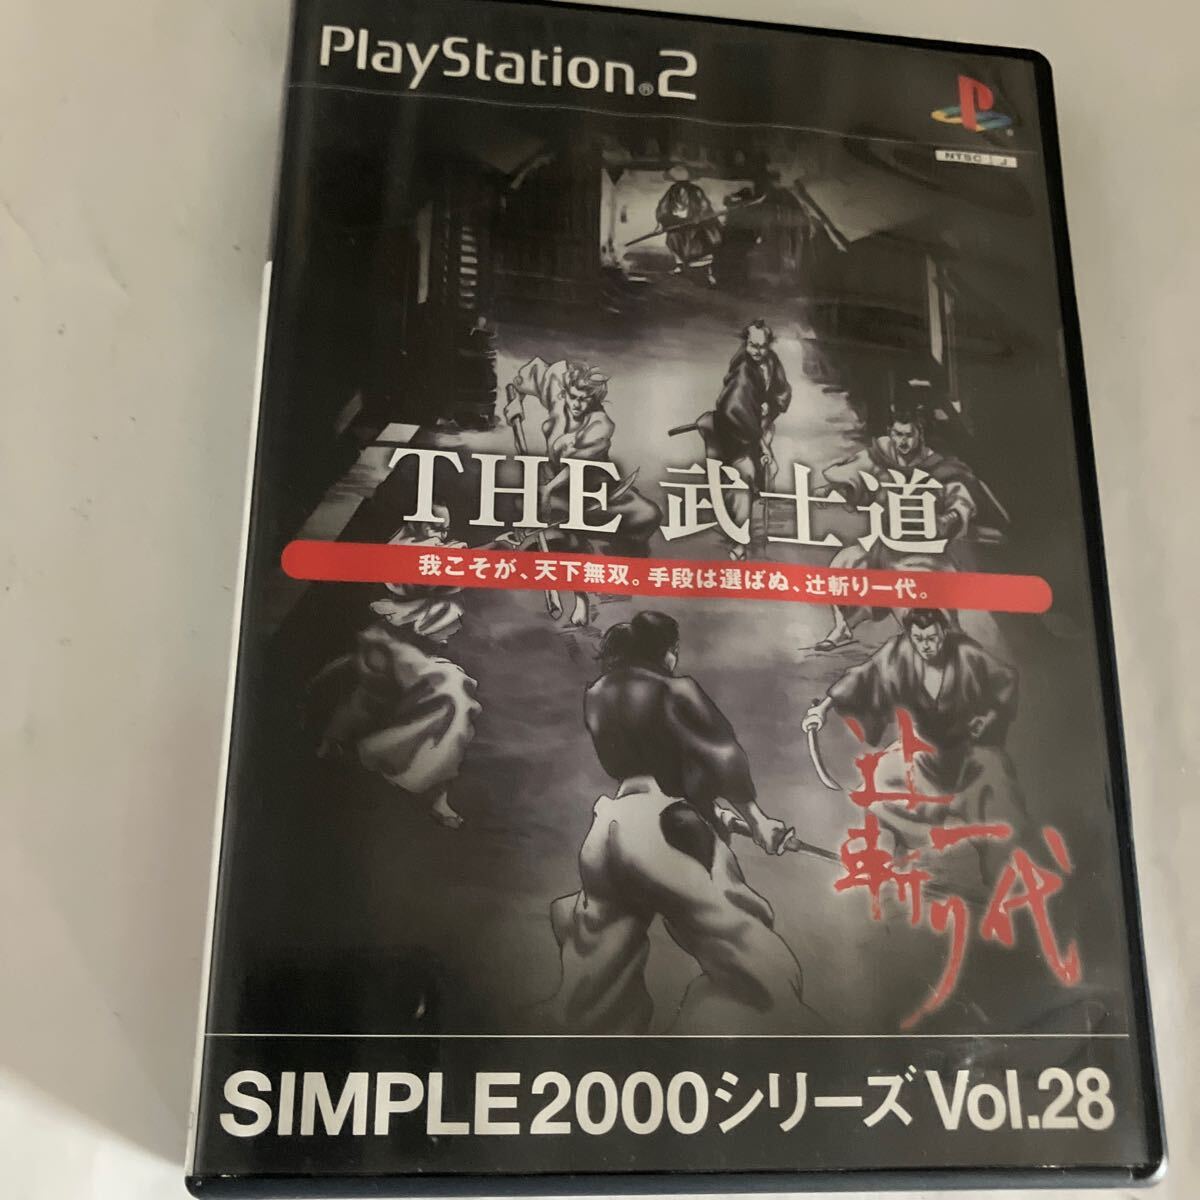 PlayStation®2
NTSC J
THE 武士道
我こそが、天下無双。手段は選ばぬ、辻斬り一代。
辻斬り一代
SIMPLE2000シリーズ Vol.28